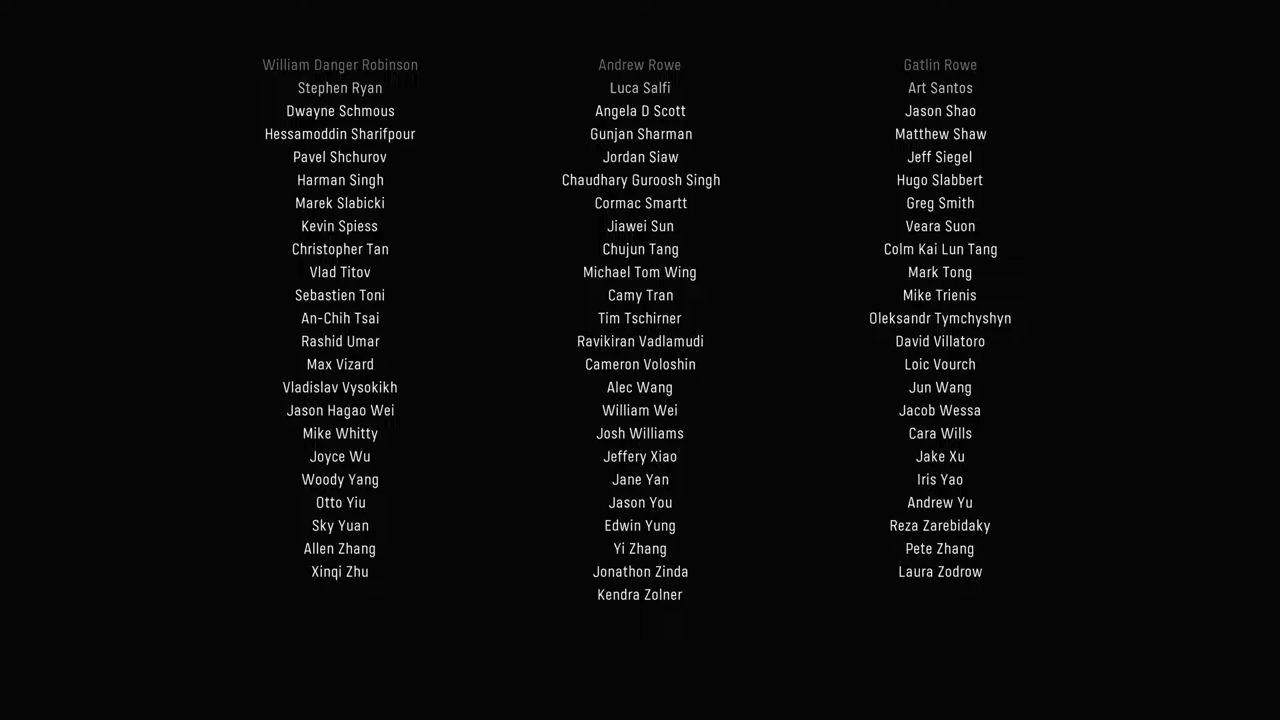 William Danger Robinson Andrew Rowe Gatlin Rowe
Stephen Ryan Luca Salfi Art Santos
Dwayne Schmous Angela D Scott Jason Shao
Hessamoddin Sharifpour Gunjan Sharman Matthew Shaw
Pavel Shchurov Jordan Siaw Jeff Siegel
Harman Singh Chaudhary Guroosh Singh Hugo Slabbert
Marek Slabicki Cormac Smartt Greg Smith
Kevin Spiess Jiawei Sun Veara Suon
Christopher Tan Chujun Tang Colm Kai Lun Tang
Vlad Titov Michael Tom Wing Mark Tong
Sebastien Toni Camy Tran Mike Trienis
An-Chih Tsai Tim Tschirner Oleksandr Tymchyshyn
Rashid Umar Ravikiran Vadlamudi David Villatoro
Max Vizard Cameron Voloshin Loic Vourch
Vladislav Vysokikh Alec Wang Jun Wang
Jason Hagao Wei William Wei Jacob Wessa
Mike Whitty Josh Williams Cara Wills
Joyce Wu Jeffery Xiao Jake Xu
Woody Yang Jane Yan Iris Yao
Otto Yiu Jason You Andrew Yu
Sky Yuan Edwin Yung Reza Zarebidaky
Allen Zhang Yi Zhang Pete Zhang
Xinqi Zhu Jonathon Zinda Laura Zodrow
Kendra Zolner